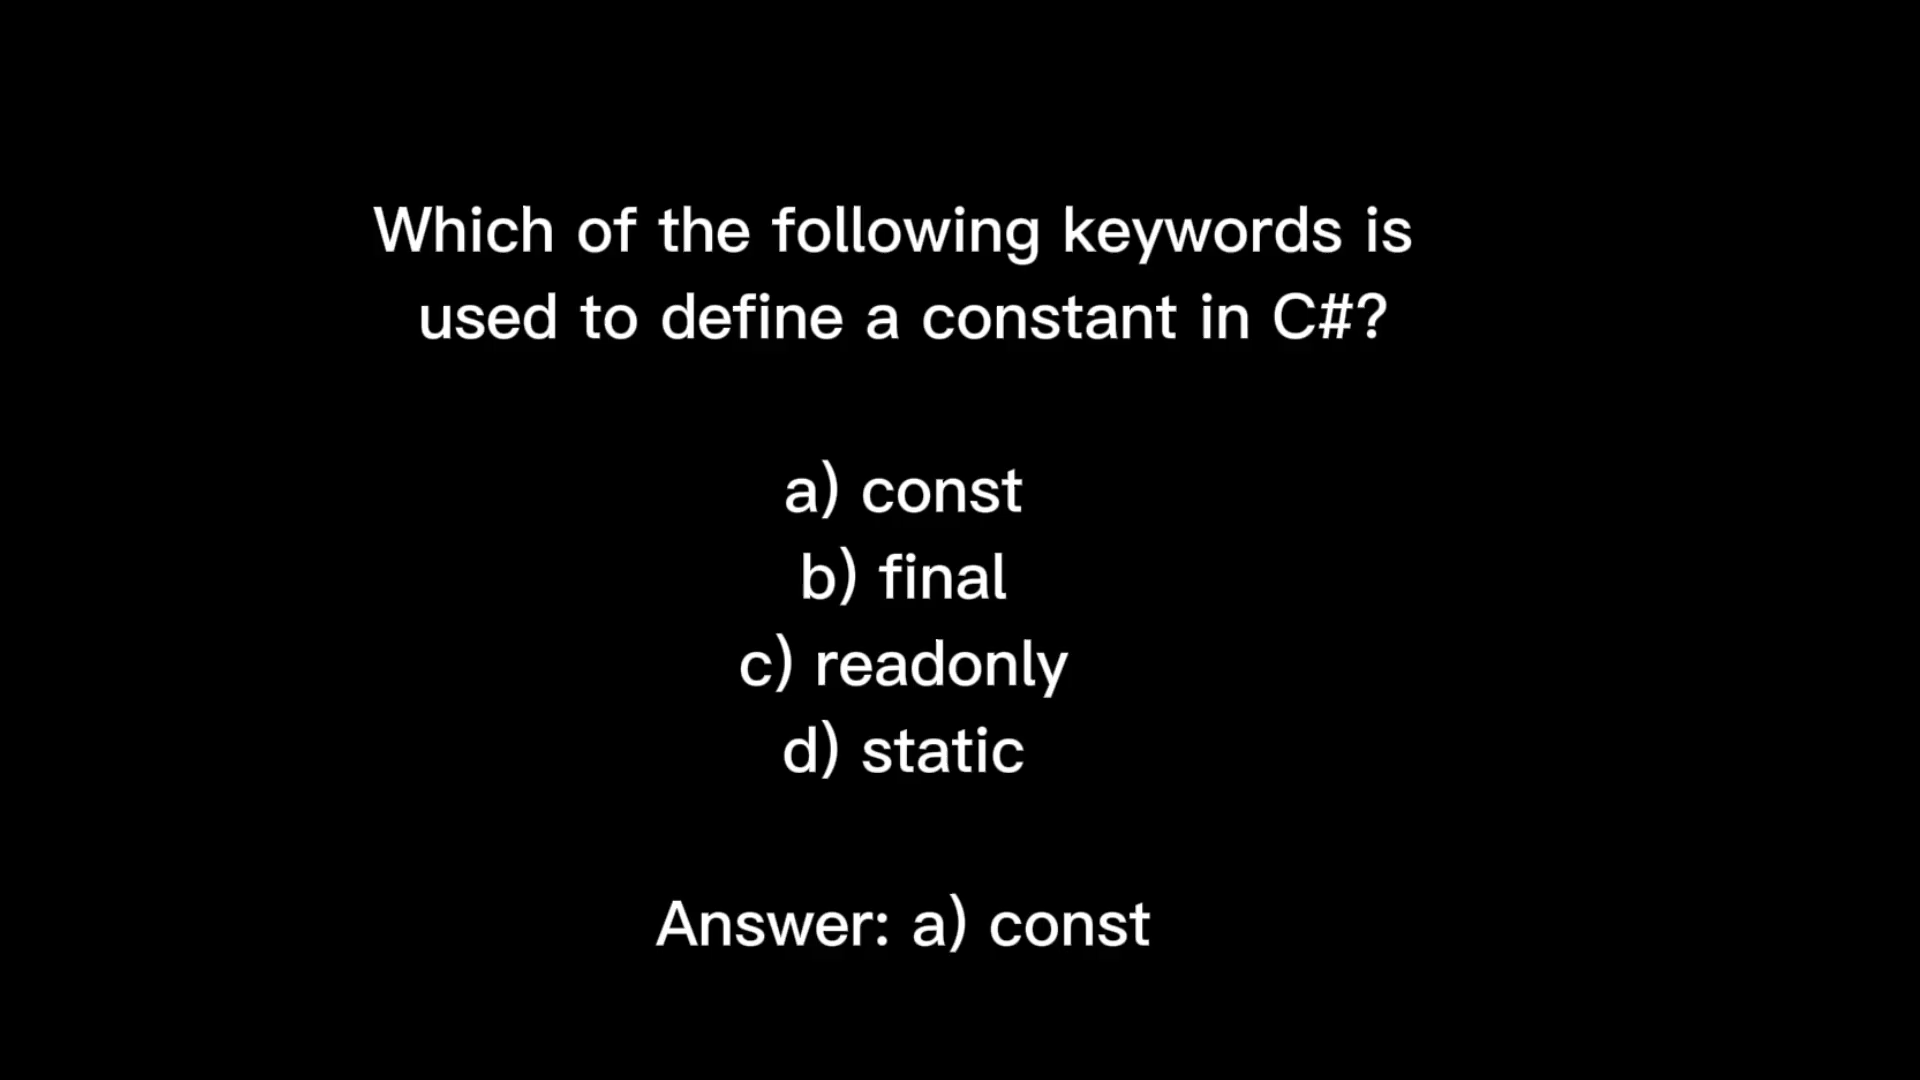 Which of the following keywords is
used to define a constant in C#?
a) const
b) final
c) readonly
d) static
Answer: a) const